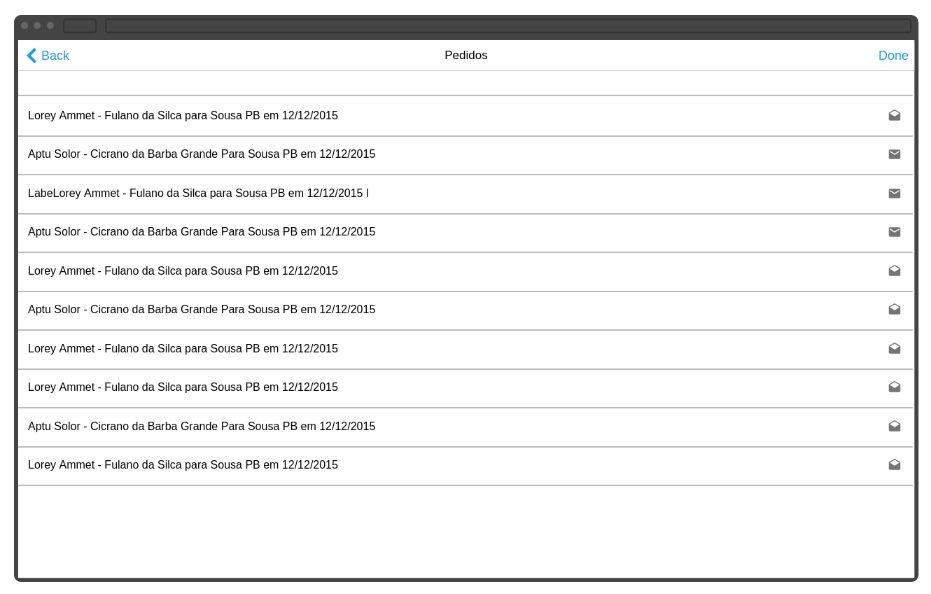 Back Pedidos Done
Lorey Ammet - Fulano da Silca para Sousa PB em 12/12/2015
Aptu Solor - Cicrano da Barba Grande Para Sousa PB em 12/12/2015
LabeLorey Ammet - Fulano da Silca para Sousa PB em 12/12/2015 l
Aptu Solor - Cicrano da Barba Grande Para Sousa PB em 12/12/2015
Lorey Ammet - Fulano da Silca para Sousa PB em 12/12/2015
Aptu Solor - Cicrano da Barba Grande Para Sousa PB em 12/12/2015
Lorey Ammet - Fulano da Silca para Sousa PB em 12/12/2015
Lorey Ammet - Fulano da Silca para Sousa PB em 12/12/2015
Aptu Solor - Cicrano da Barba Grande Para Sousa PB em 12/12/2015
Lorey Ammet - Fulano da Silca para Sousa PB em 12/12/2015